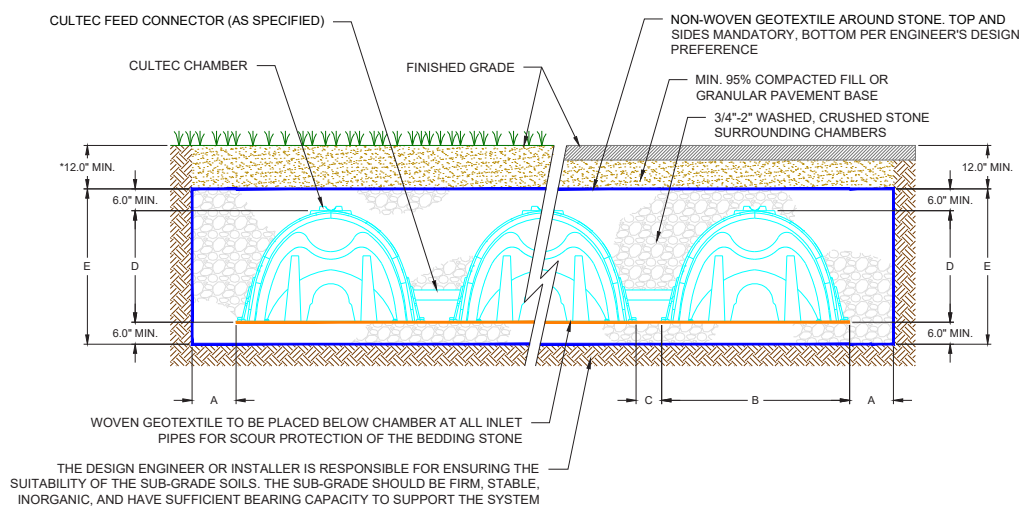 CULTEC FEED CONNECTOR (AS SPECIFIED)
NON-WOVEN GEOTEXTILE AROUND STONE. TOP AND
SIDES MANDATORY, BOTTOM PER ENGINEER'S DESIGN
PREFERENCE
CULTEC CHAMBER
FINISHED GRADE
MIN. 95% COMPACTED FILL OR
GRANULAR PAVEMENT BASE
3/4"-2" WASHED, CRUSHED STONE
SURROUNDING CHAMBERS
*12.0" MIN.
12.0" MIN.
6.0" MIN.
6.0" MIN.
E
D
D
E
6.0" MIN.
6.0" MIN.
A
C
B
A
WOVEN GEOTEXTILE TO BE PLACED BELOW CHAMBER AT ALL INLET
PIPES FOR SCOUR PROTECTION OF THE BEDDING STONE
THE DESIGN ENGINEER OR INSTALLER IS RESPONSIBLE FOR ENSURING THE
SUITABILITY OF THE SUB-GRADE SOILS. THE SUB-GRADE SHOULD BE FIRM, STABLE,
INORGANIC, AND HAVE SUFFICIENT BEARING CAPACITY TO SUPPORT THE SYSTEM